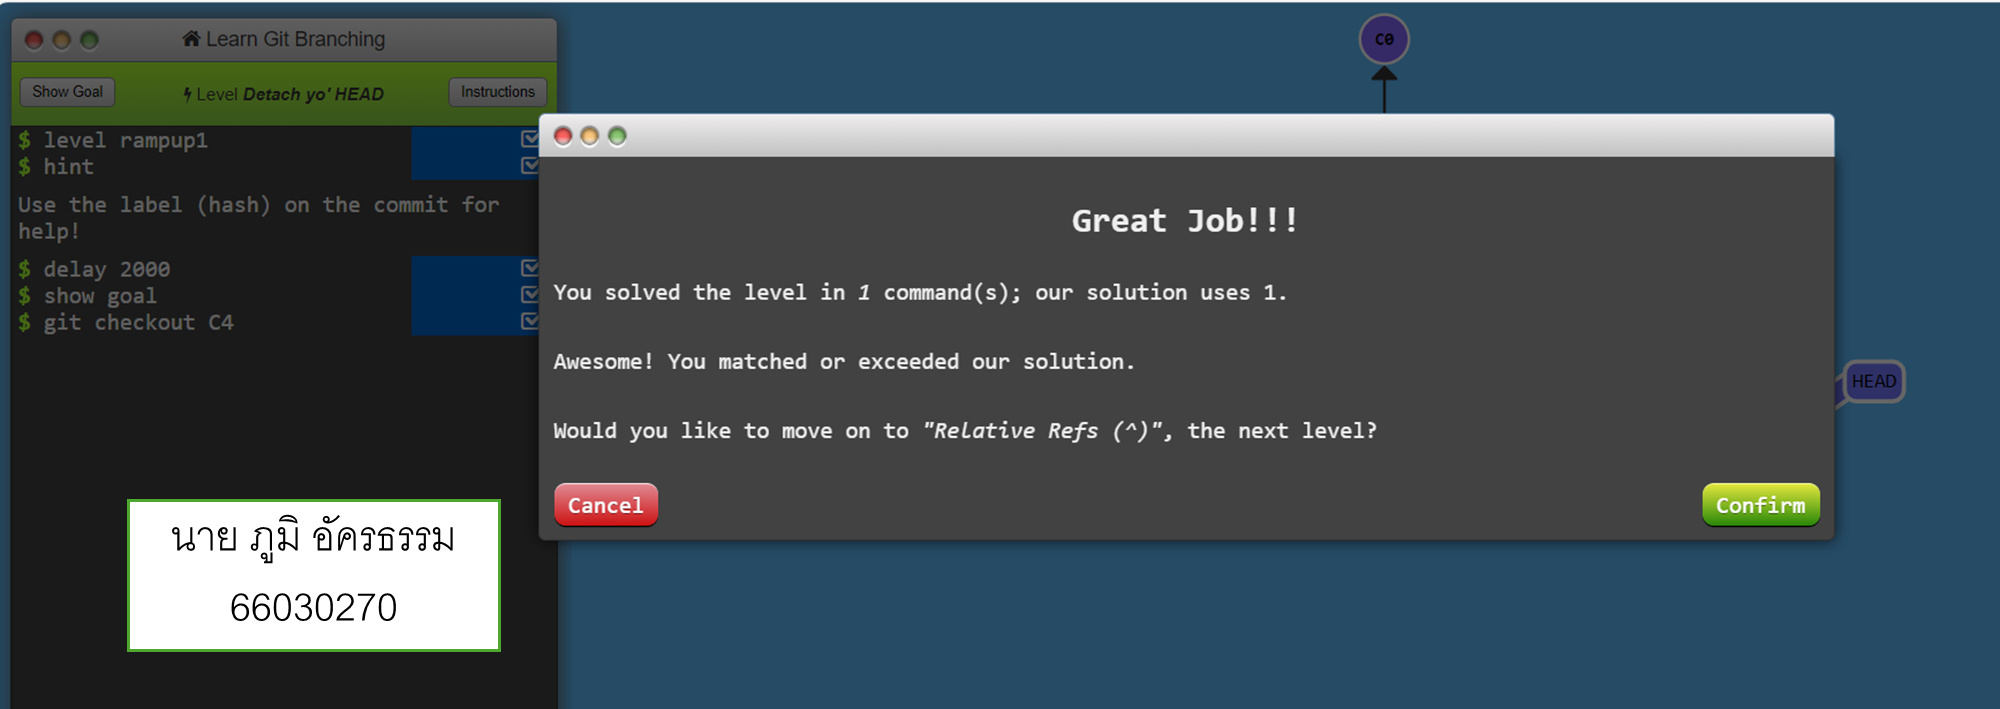 Learn Git Branching
Show Goal
Level Detach yo' HEAD
Instructions
$ level rampup1
$ hint
Use the label (hash) on the commit for
help!
$ delay 2000
$ show goal
$ git checkout C4
นาย ภูมิ อัครธรรม
66030270
C0
Great Job!!!
You solved the level in 1 command(s); our solution uses 1.
Awesome! You matched or exceeded our solution.
Would you like to move on to "Relative Refs (^)", the next level?
Cancel
Confirm
HEAD